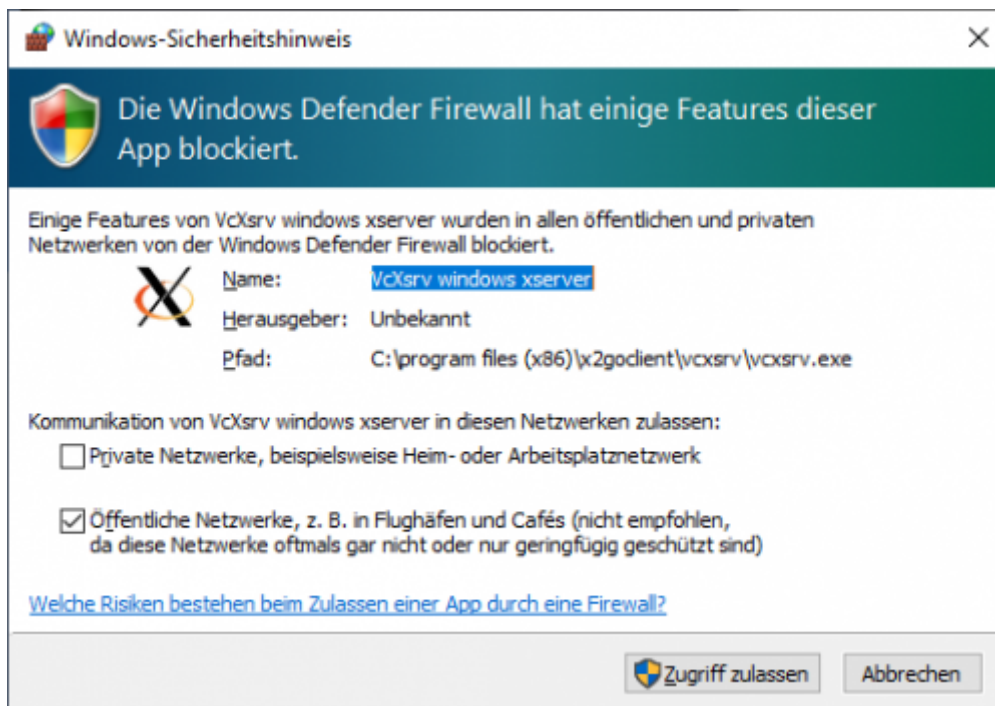 Windows-Sicherheitshinweis
Die Windows Defender Firewall hat einige Features dieser
App blockiert.
Einige Features von VcXsrv windows xserver wurden in allen öffentlichen und privaten
Netzwerken von der Windows Defender Firewall blockiert.
Name: VcXsrv windows xserver
Herausgeber: Unbekannt
Pfad: C:\program files (x86)\x2goclient\vcxsrv\vcxsrv.exe
Kommunikation von VcXsrv windows xserver in diesen Netzwerken zulassen:
Private Netzwerke, beispielsweise Heim- oder Arbeitsplatznetzwerk
Öffentliche Netzwerke, z. B. in Flughäfen und Cafés (nicht empfohlen,
da diese Netzwerke oftmals gar nicht oder nur geringfügig geschützt sind)
Welche Risiken bestehen beim Zulassen einer App durch eine Firewall?
Zugriff zulassen Abbrechen